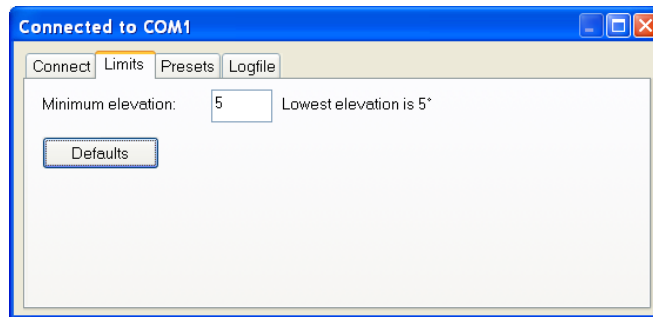 Connected to COM1
Connect Limits Presets Logfile
Minimum elevation: 5 Lowest elevation is 5°
Defaults